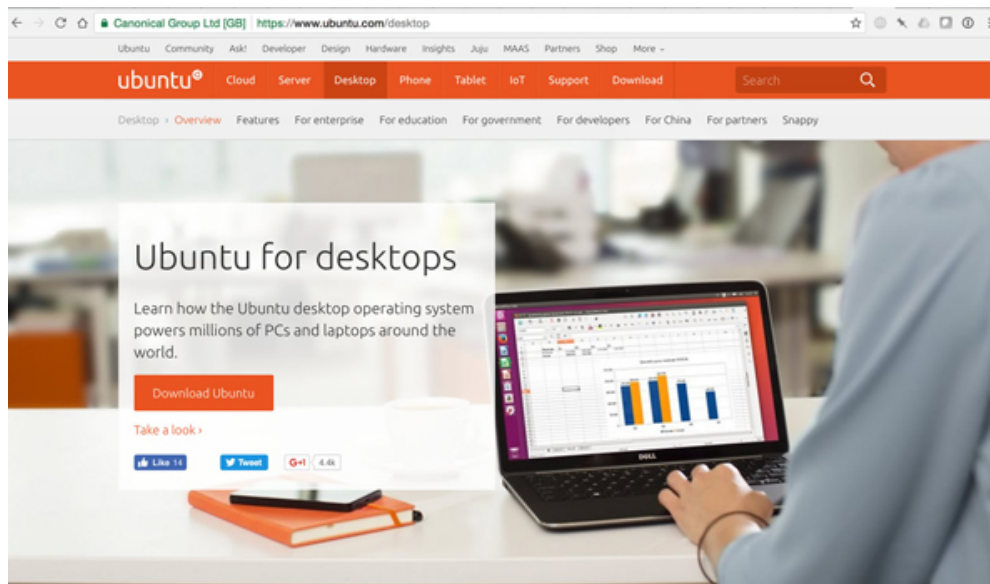 Canonical Group Ltd [GB] https://www.ubuntu.com/desktop
Ubuntu Community Ask! Developer Design Hardware Insights Juju MAAS Partners Shop More
ubuntu® Cloud Server Desktop Phone Tablet IoT Support Download Search
Desktop › Overview Features For enterprise For education For government For developers For China For partners Snappy
Ubuntu for desktops
Learn how the Ubuntu desktop operating system
powers millions of PCs and laptops around the
world.
Download Ubuntu
Take a look ›
Like 14 Tweet G+1 4.4k
DELL